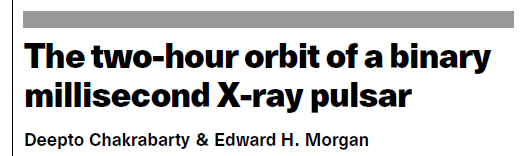 The two-hour orbit of a binary
millisecond X-ray pulsar
Deepto Chakrabarty & Edward H. Morgan